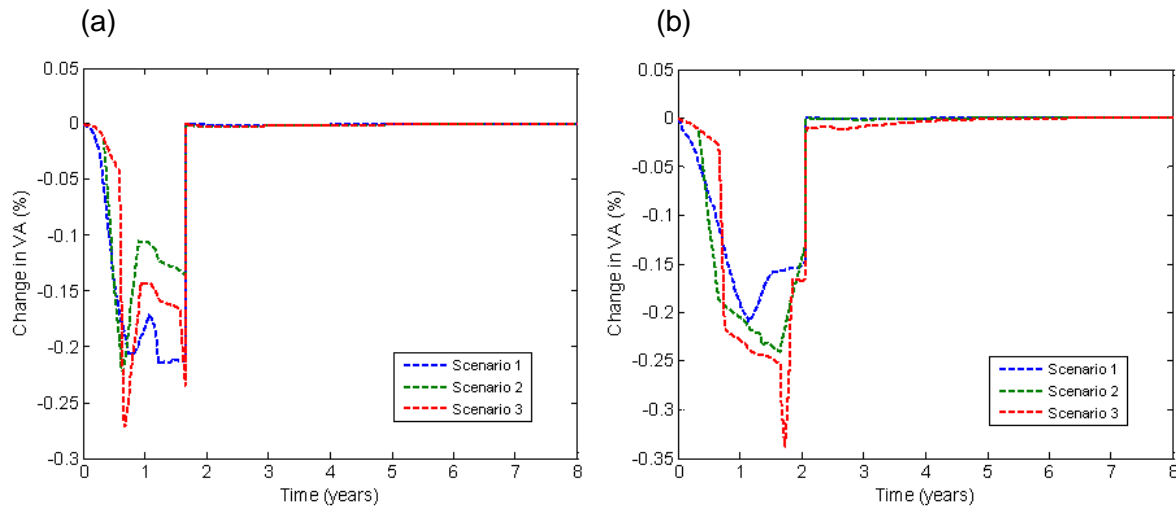 (a)
(b)
0.05
0
-0.05
-0.1
-0.15
-0.2
-0.25
-0.3
Change in VA (%)
0 1 2 3 4 5 6 7 8
Time (years)
Scenario 1
Scenario 2
Scenario 3
0.05
0
-0.05
-0.1
-0.15
-0.2
-0.25
-0.3
-0.35
Change in VA (%)
0 1 2 3 4 5 6 7 8
Time (years)
Scenario 1
Scenario 2
Scenario 3